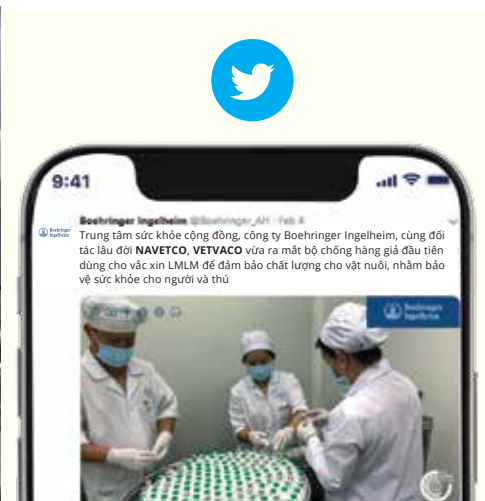 9:41
Boehringer Ingelheim @Boehringer_AH · Feb 4
Boehringer
Ingelheim
Trung tâm sức khỏe cộng đồng, công ty Boehringer Ingelheim, cùng đối
tác lâu đời NAVETCO, VETVACO vừa ra mắt bộ chống hàng giả đầu tiên
dùng cho vắc xin LMLM để đảm bảo chất lượng cho vật nuôi, nhằm bảo
vệ sức khỏe cho người và thú
Boehringer
Ingelheim